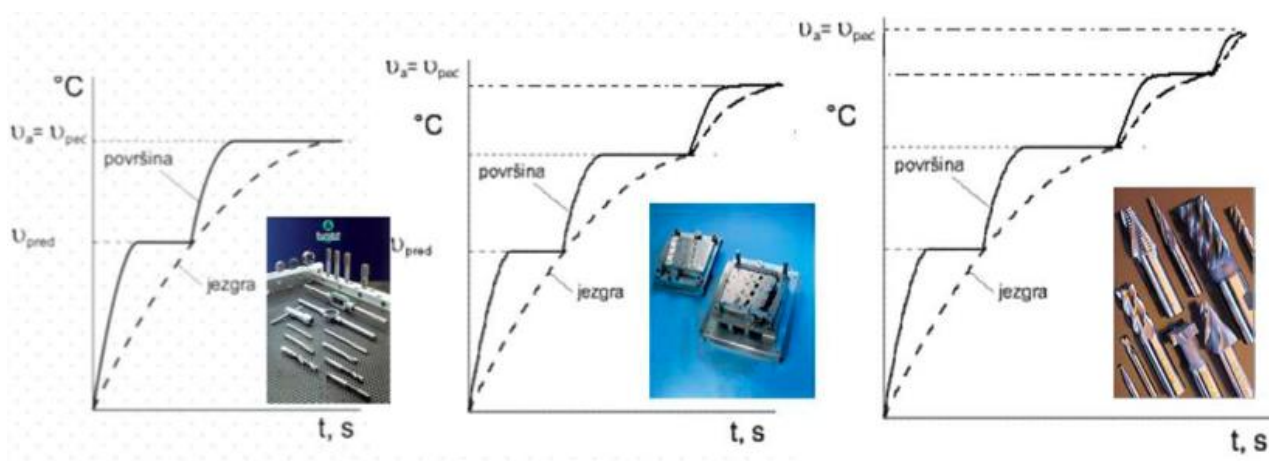 °C
υₐ= υₚₑć
površina
υₚᵣₑd
jezgra
t, s
υₐ= υₚₑć
°C
površina
υₚᵣₑd
jezgra
t, s
υₐ= υₚₑć
°C
površina
jezgra
t, s